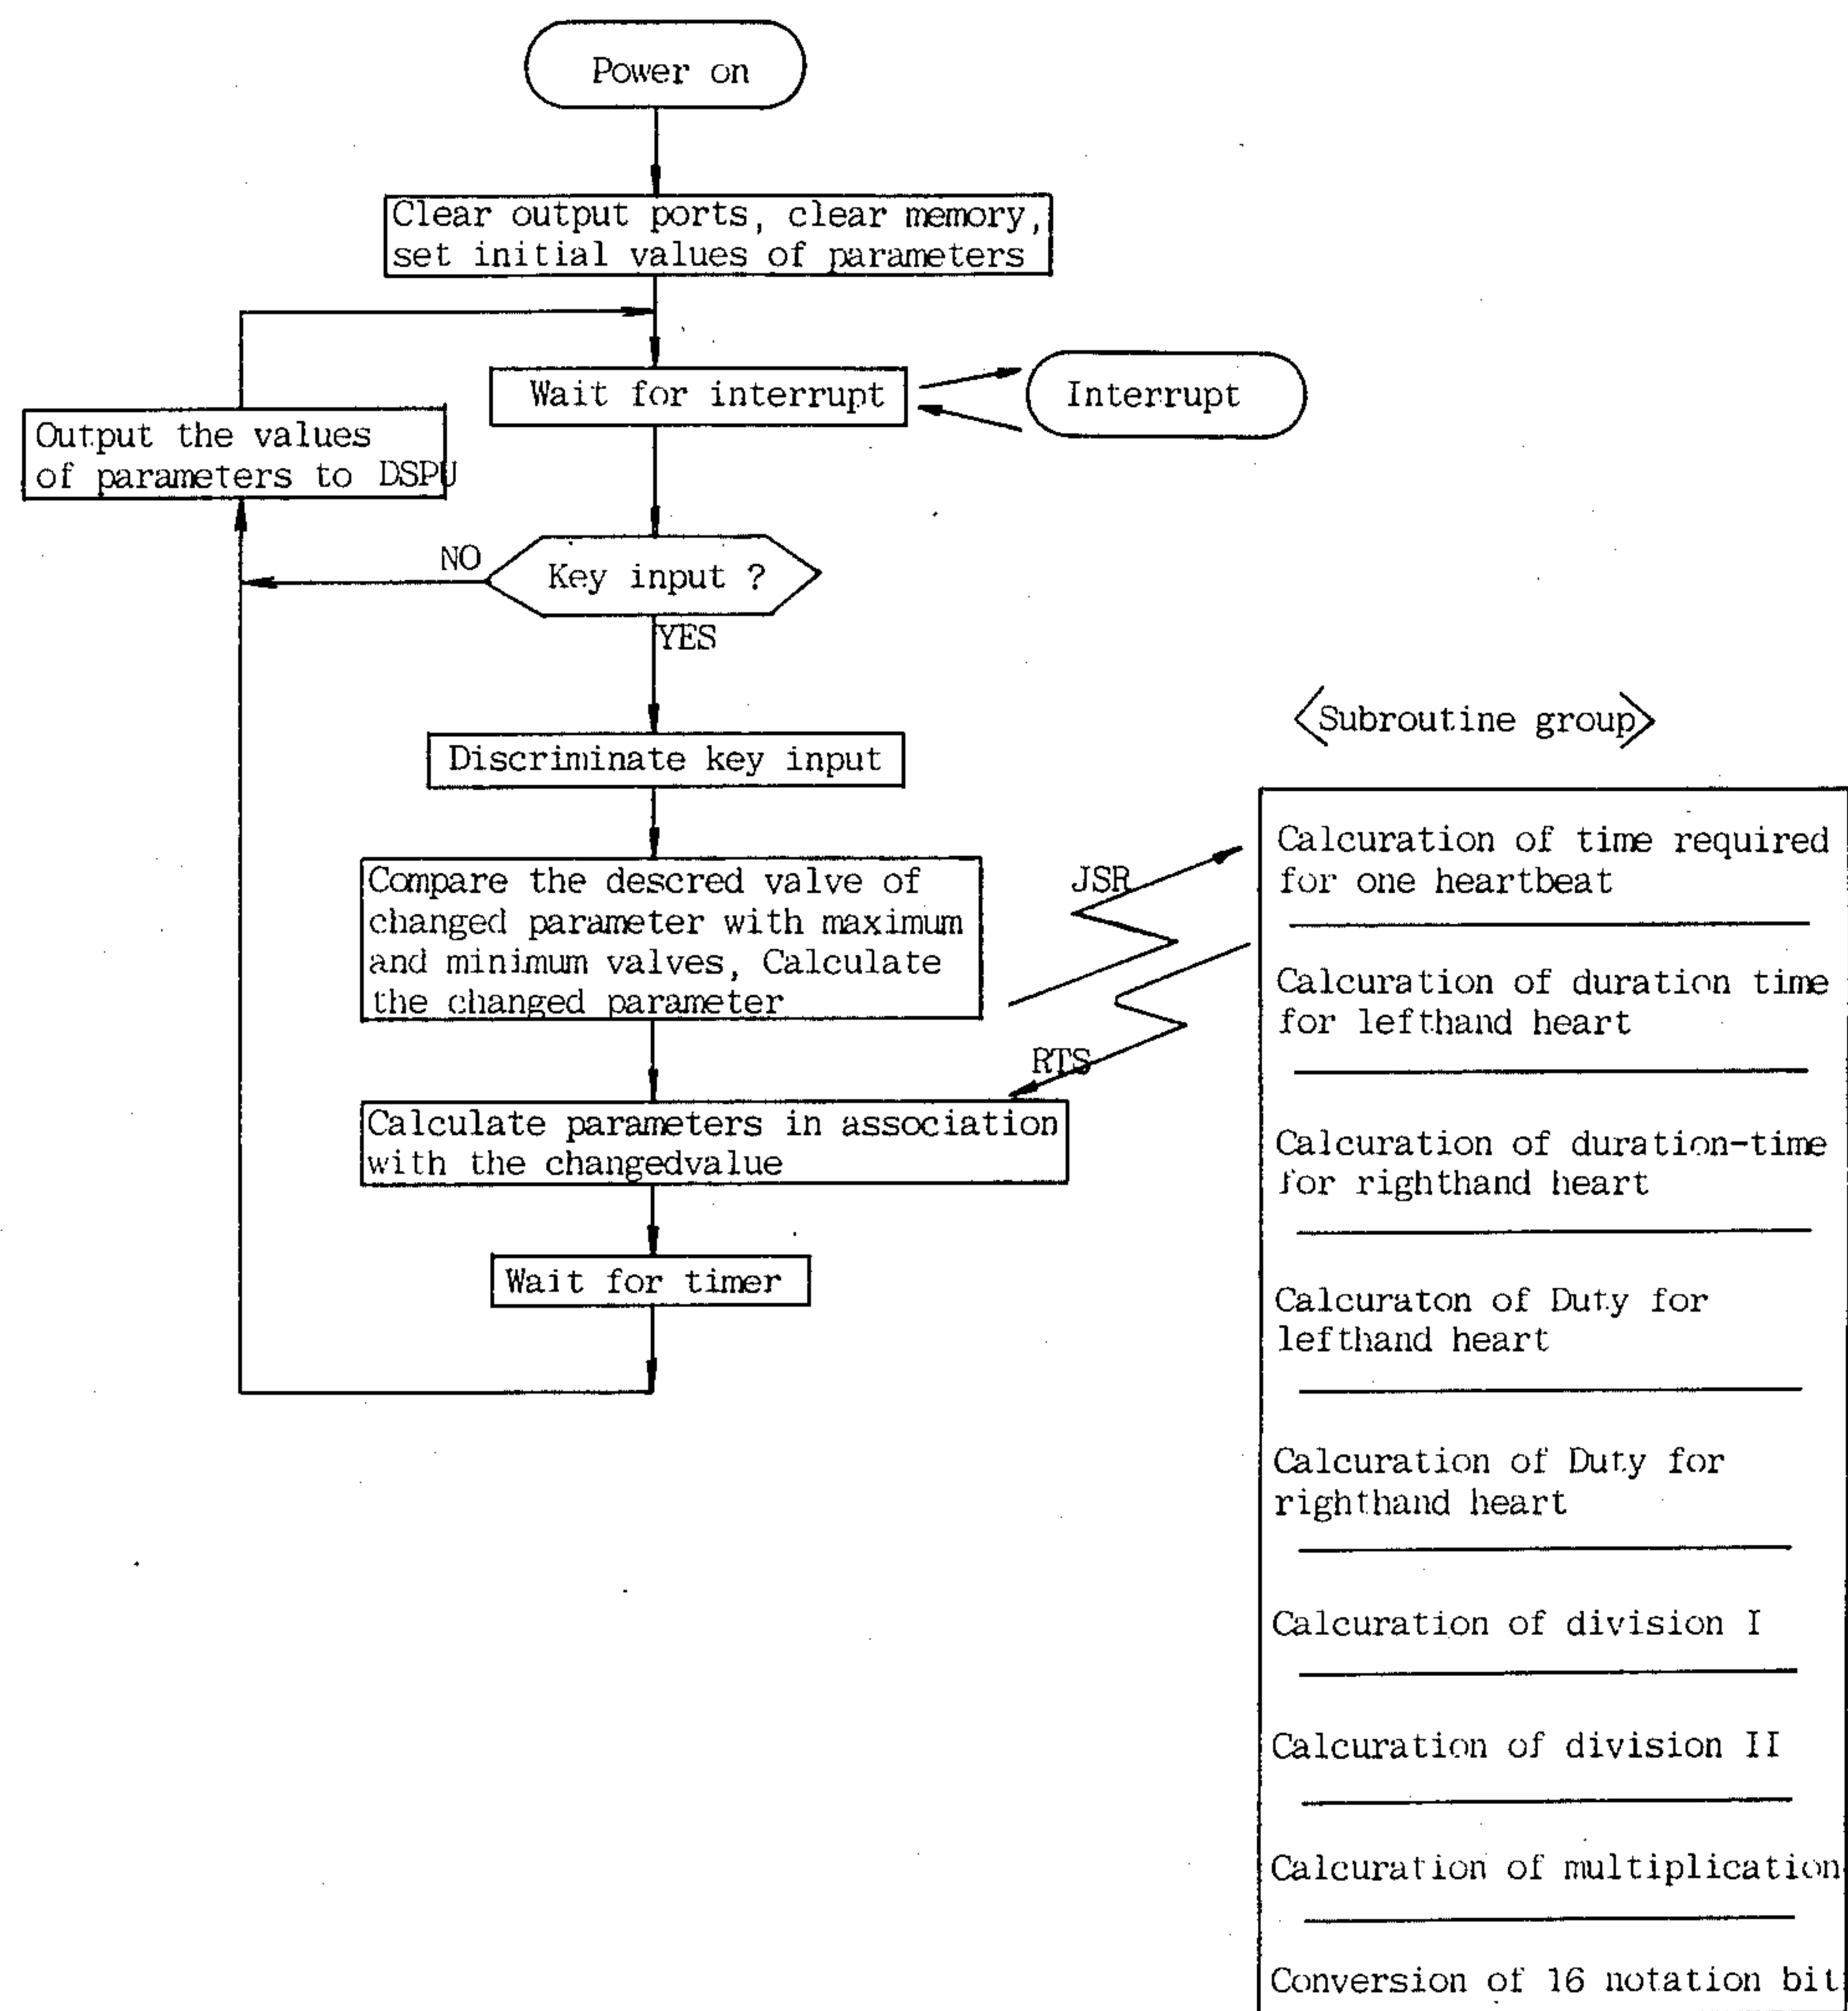 Power on
Clear output ports, clear memory,
set initial values of parameters
Wait for interrupt
Interrupt
Output the values
of parameters to DSPU
NO
Key input ?
YES
Discriminate key input
Compare the descred valve of
changed parameter with maximum
and minimum valves, Calculate
the changed parameter
JSR
RTS
Calculate parameters in association
with the changedvalue
Wait for timer
<Subroutine group>
Calcuration of time required
for one heartbeat
Calcuration of duration time
for lefthand heart
Calcuration of duration-time
for righthand heart
Calcuraton of Duty for
lefthand heart
Calcuration of Duty for
righthand heart
Calcuration of division I
Calcuration of division II
Calcuration of multiplication
Conversion of 16 notation bit